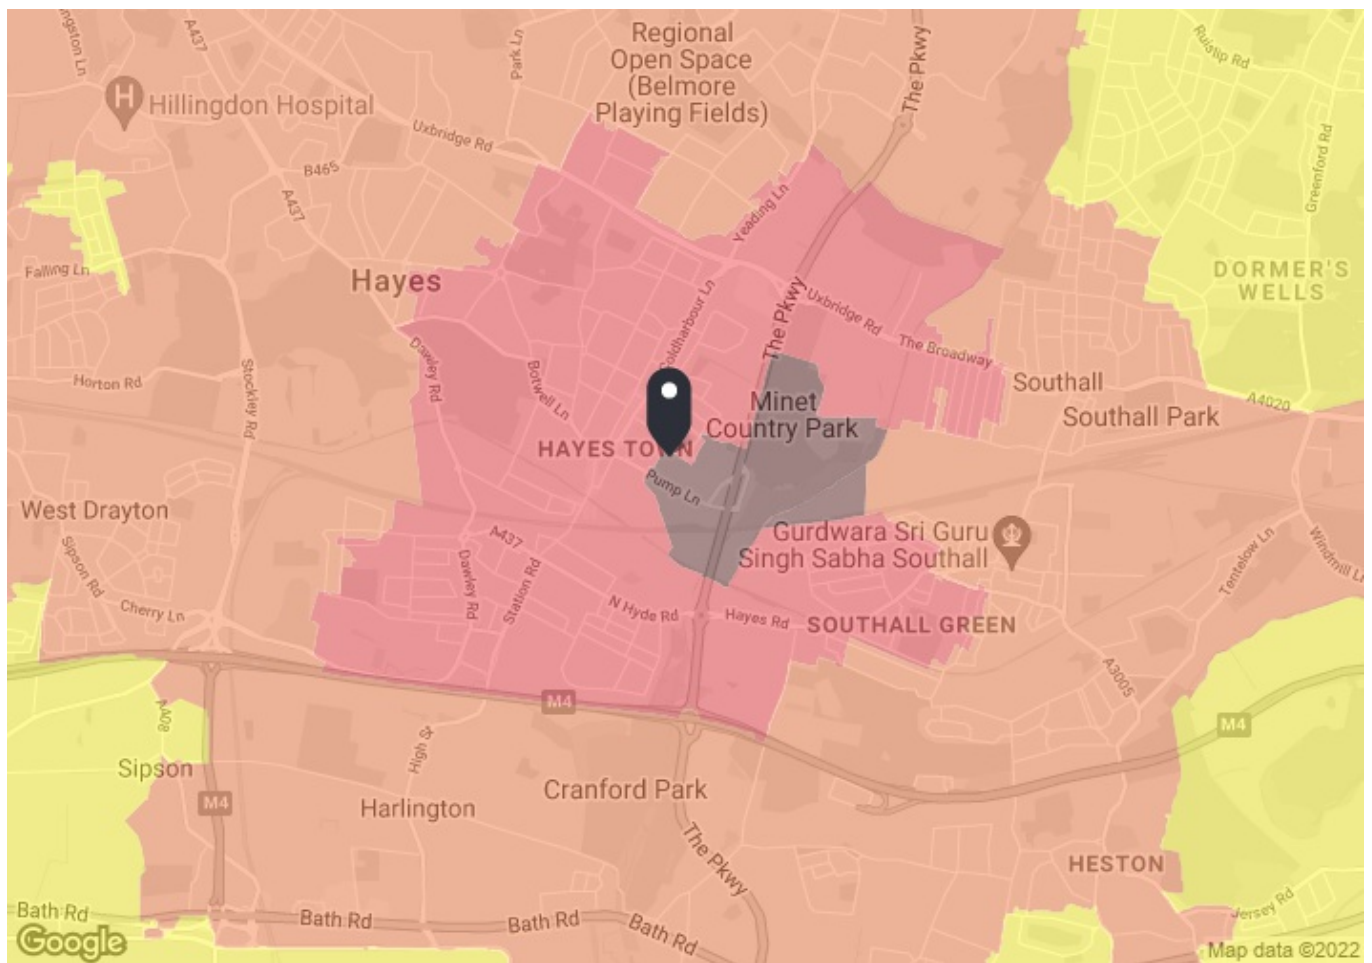 Regional
Open Space
(Belmore
Playing Fields)
The Pkwy
Ruislip Rd
A437
Park Ln
Hillingdon Hospital
H
Uxbridge Rd
B465
Greenford Rd
A437
Yeading Ln
Falling Ln
Hayes
DORMER'S
WELLS
Coldharbour Ln
The Pkwy
Uxbridge Rd
The Broadway
Dawley Rd
Botwell Ln
Horton Rd
Stockley Rd
Southall
A4020
Minet
Country Park
Southall Park
HAYES TOWN
Pump Ln
West Drayton
A437
Gurdwara Sri Guru
Singh Sabha Southall
Sipson Rd
Dawley Rd
Station Rd
Tentelow Ln
Cherry Ln
N Hyde Rd
Hayes Rd
SOUTHALL GREEN
A3005
M4
A408
M4
High St
Sipson
M4
Cranford Park
Harlington
The Pkwy
HESTON
Jersey Rd
Bath Rd
Bath Rd
Bath Rd
Bath Rd
Google
Map data ©2022